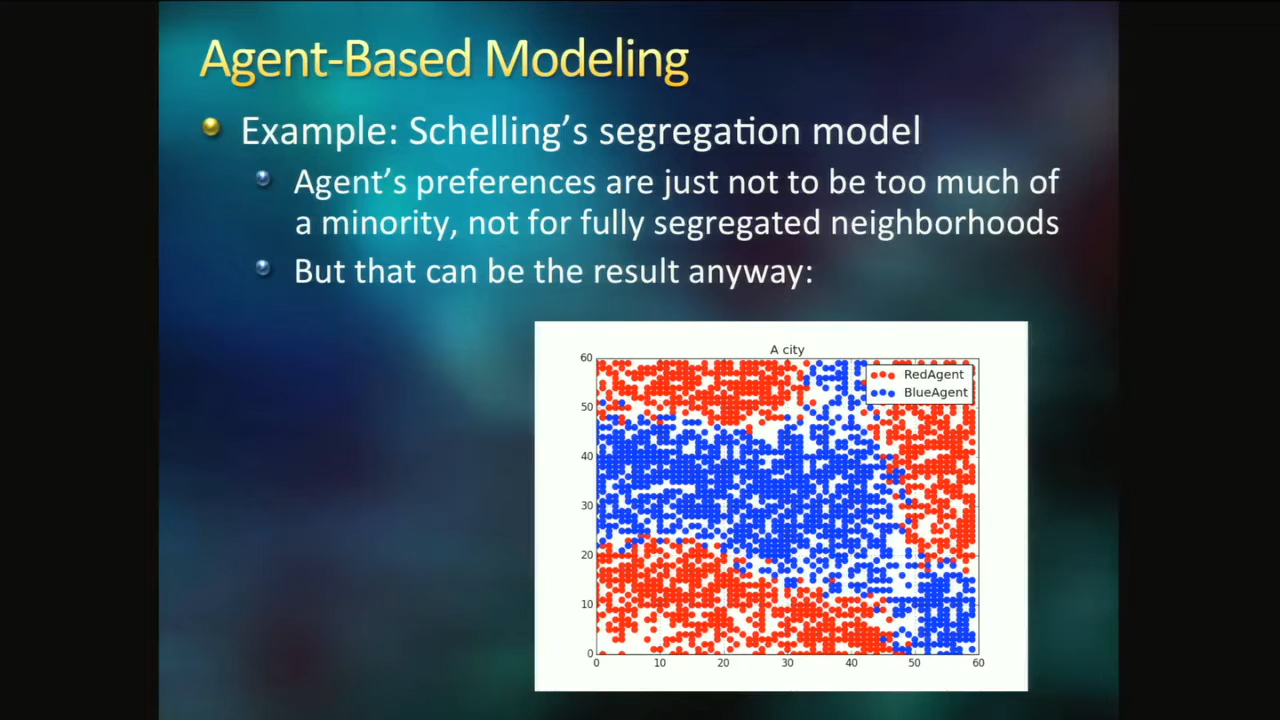 Agent-Based Modeling
Example: Schelling's segregation model
Agent's preferences are just not to be too much of
a minority, not for fully segregated neighborhoods
But that can be the result anyway:
A city
60
50
40
30
20
10
0
RedAgent
BlueAgent
0 10 20 30 40 50 60